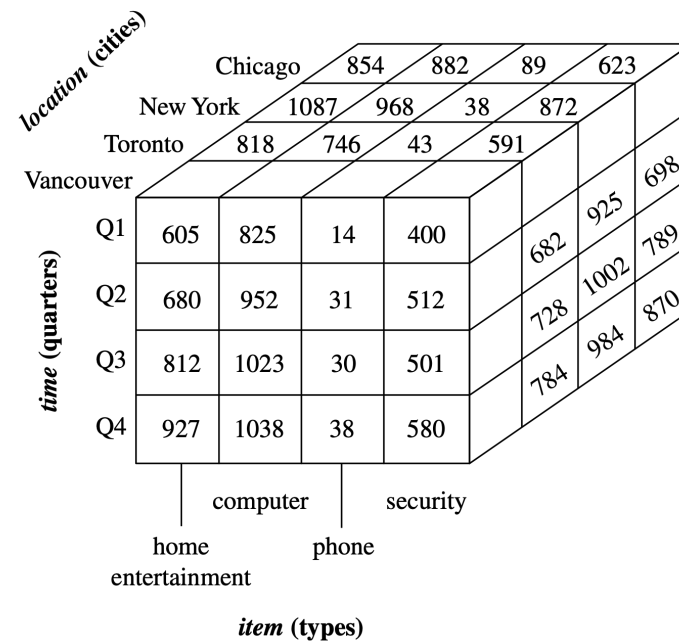 location (cities)
Chicago 854 882 89 623
New York 1087 968 38 872
Toronto 818 746 43 591
Vancouver
time (quarters)
Q1 605 825 14 400 682 925 698
Q2 680 952 31 512 728 1002 789
Q3 812 1023 30 501 784 984 870
Q4 927 1038 38 580
computer security
home phone
entertainment
item (types)